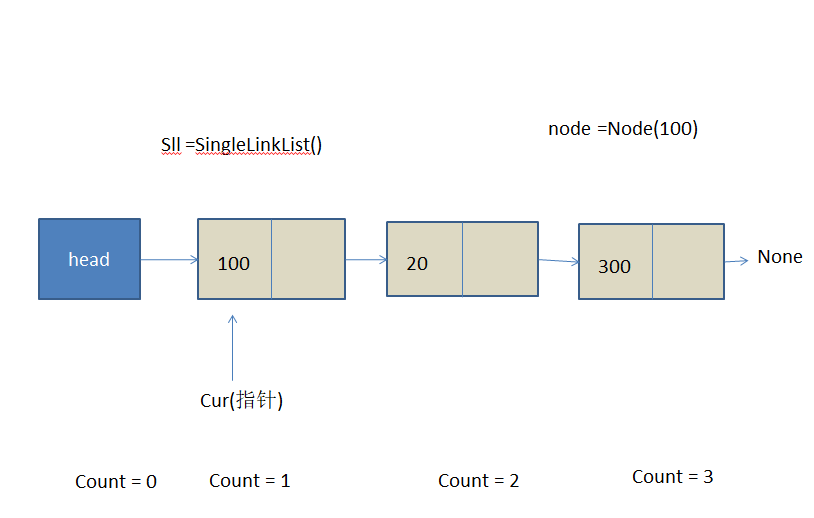 node =Node(100)
Sll =SingleLinkList()
head
100
20
300
None
Cur(指针)
Count = 0
Count = 1
Count = 2
Count = 3